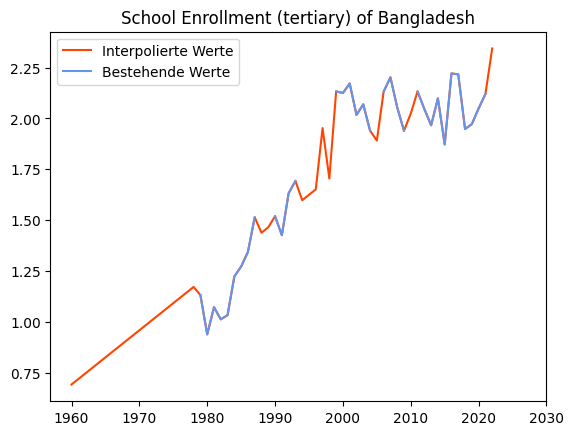 School Enrollment (tertiary) of Bangladesh
Interpolierte Werte
Bestehende Werte
2.25
2.00
1.75
1.50
1.25
1.00
0.75
1960 1970 1980 1990 2000 2010 2020 2030